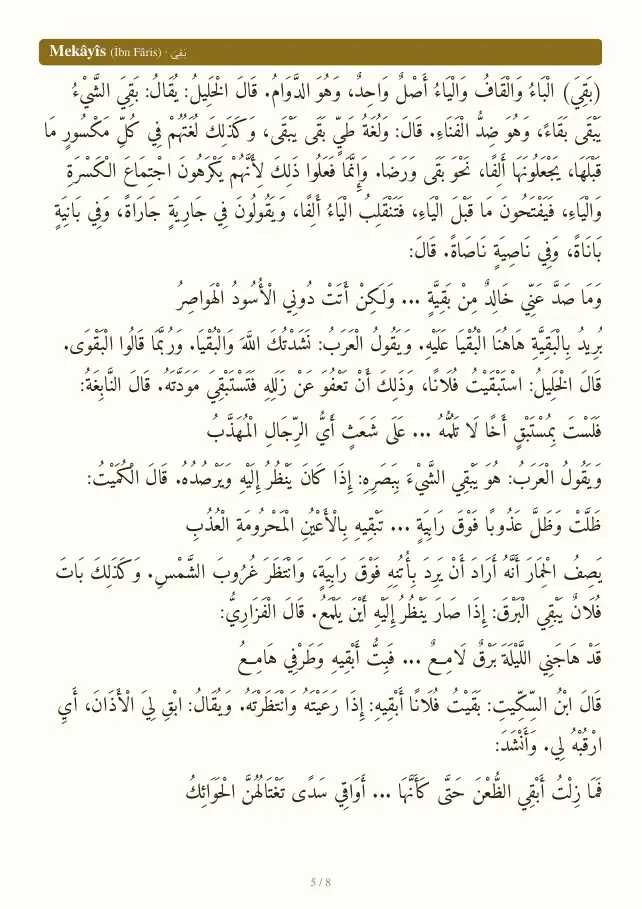 Mekâyîs (İbn Fâris) · بَقَِيَ
(بَقِيَ) الْبَاءُ وَالْقَافُ وَالْيَاءُ أَصْلٌ وَاحِدٌ، وَهُوَ الدَّوَامُ. قَالَ الْخَلِيلُ: يُقَالُ: بَقِيَ الشَّيْءُ
يَبْقَى بَقَاءً، وَهُوَ ضِدُّ الْفَنَاءِ. قَالَ: وَلُغَةُ طَيٍّ بَقَى يَبْقَى، وَكَذَلِكَ لُغَتُهُمْ فِي كُلِّ مَكْسُورٍ مَا
قَبْلَهَا، يَجْعَلُونَهَا أَلِفًا، نَحْوَ بَقَى وَرَضَا. وَإِنَّمَا فَعَلُوا ذَلِكَ لِأَنَّهُمْ يَكْرَهُونَ اجْتِمَاعَ الْكَسْرَةِ
وَالْيَاءِ، فَيَفْتَحُونَ مَا قَبْلَ الْيَاءِ، فَتَنْقَلِبُ الْيَاءُ أَلِفًا، وَيَقُولُونَ فِي جَارِيَةٍ جَارَاةً، وَفِي بَانِيَةٍ
بَانَاةً، وَفِي نَاصِيَةٍ نَاصَاةً. قَالَ:
وَمَا صَدَّ عَنِّي خَالِدٌ مِنْ بَقِيَّةٍ ... وَلَكِنْ أَتَتْ دُونِي الْأُسُودُ الْهَوَاصِرُ
يُرِيدُ بِالْبَقِيَّةِ هَاهُنَا الْبُقْيَا عَلَيْهِ. وَيَقُولُ الْعَرَبُ: نَشَدْتُكَ اللَّهَ وَالْبُقْيَا. وَرُبَّمَا قَالُوا الْبَقْوَى.
قَالَ الْخَلِيلُ: اسْتَبْقَيْتُ فُلَانًا، وَذَلِكَ أَنْ تَعْفُوَ عَنْ زَلَلِهِ فَتَسْتَبْقِيَ مَوَدَّتَهُ. قَالَ النَّابِغَةُ:
فَلَسْتَ بِمُسْتَبْقٍ أَخًا لَا تَلُمُّهُ ... عَلَى شَعَثٍ أَيُّ الرِّجَالِ الْمُهَذَّبُ
وَيَقُولُ الْعَرَبُ: هُوَ يَبْقِي الشَّيْءَ بِبَصَرِهِ: إِذَا كَانَ يَنْظُرُ إِلَيْهِ وَيَرْصُدُهُ. قَالَ الْكُمَيْتُ:
ظَلَّتْ وَظَلَّ عَذُوبًا فَوْقَ رَابِيَةٍ ... تَبْقِيهِ بِالْأَعْيُنِ الْمَحْرُومَةِ الْعُذُبِ
يَصِفُ الْحِمَارَ أَنَّهُ أَرَادَ أَنْ يَرِدَ بِأُتُنِهِ فَوْقَ رَابِيَةٍ، وَانْتَظَرَ غُرُوبَ الشَّمْسِ. وَكَذَلِكَ بَاتَ
فُلَانٌ يَبْقِي الْبَرْقَ: إِذَا صَارَ يَنْظُرُ إِلَيْهِ أَيْنَ يَلْمَعُ. قَالَ الْفَزَارِيُّ:
قَدْ هَاجَنِي اللَّيْلَةَ بَرْقٌ لَامِعٌ ... فَبِتُّ أَبْقِيهِ وَطَرْفِي هَامِعُ
قَالَ ابْنُ السِّكِّيتِ: بَقَيْتُ فُلَانًا أَبْقِيهِ: إِذَا رَعَيْتَهُ وَانْتَظَرْتَهُ. وَيُقَالُ: ابْقِ لِيَ الْأَذَانَ، أَيِ
ارْقُبْهُ لِي. وَأَنْشَدَ:
فَمَا زِلْتُ أَبْقِي الظُّعْنَ حَتَّى كَأَنَّهَا ... أَوَاقِي سَدًى تَغْتَالُهُنَّ الْحَوَائِكُ
5 / 8